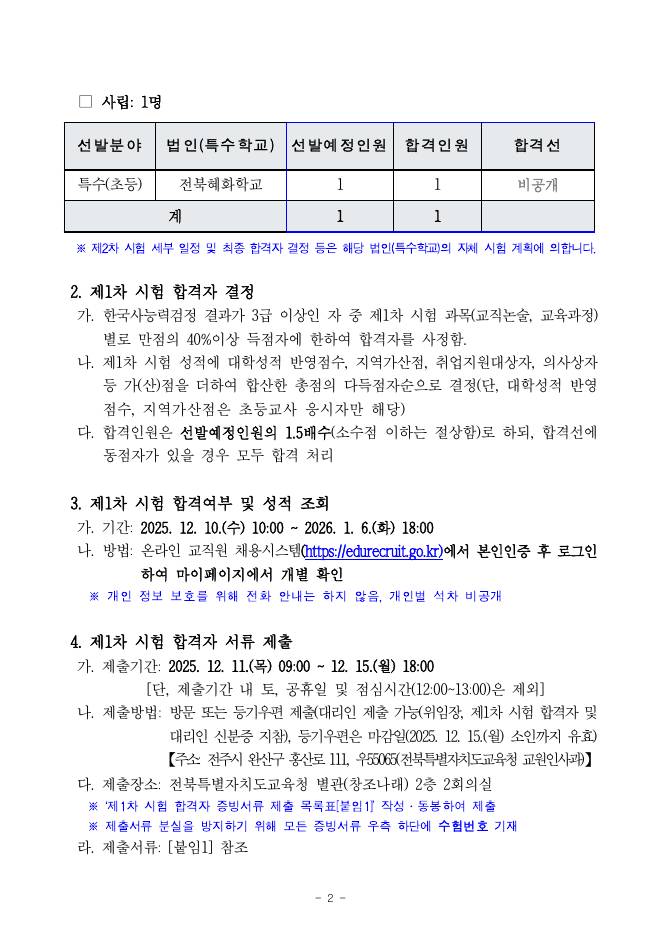 □ 사립: 1명
선발분야 법인(특수학교) 선발예정인원 합격인원 합격선
특수(초등) 전북혜화학교 1 1 비공개
계 1 1
※ 제2차 시험 세부 일정 및 최종 합격자 결정 등은 해당 법인(특수학교)의 자체 시험 계획에 의합니다.
2. 제1차 시험 합격자 결정
가. 한국사능력검정 결과가 3급 이상인 자 중 제1차 시험 과목(교직논술, 교육과정)
별로 만점의 40%이상 득점자에 한하여 합격자를 사정함.
나. 제1차 시험 성적에 대학성적 반영점수, 지역가산점, 취업지원대상자, 의사상자
등 가(산)점을 더하여 합산한 총점의 다득점자순으로 결정(단, 대학성적 반영
점수, 지역가산점은 초등교사 응시자만 해당)
다. 합격인원은 선발예정인원의 1.5배수(소수점 이하는 절상함)로 하되, 합격선에
동점자가 있을 경우 모두 합격 처리
3. 제1차 시험 합격여부 및 성적 조회
가. 기간: 2025. 12. 10.(수) 10:00 ~ 2026. 1. 6.(화) 18:00
나. 방법: 온라인 교직원 채용시스템(https://edurecruit.go.kr)에서 본인인증 후 로그인
하여 마이페이지에서 개별 확인
※ 개인 정보 보호를 위해 전화 안내는 하지 않음, 개인별 석차 비공개
4. 제1차 시험 합격자 서류 제출
가. 제출기간: 2025. 12. 11.(목) 09:00 ~ 12. 15.(월) 18:00
[단, 제출기간 내 토, 공휴일 및 점심시간(12:00~13:00)은 제외]
나. 제출방법: 방문 또는 등기우편 제출(대리인 제출 가능(위임장, 제1차 시험 합격자 및
대리인 신분증 지참), 등기우편은 마감일(2025. 12. 15.(월) 소인까지 유효)
【주소: 전주시 완산구 홍산로 111, 우55065(전북특별자치도교육청 교원인사과)】
다. 제출장소: 전북특별자치도교육청 별관(창조나래) 2층 2회의실
※ '제1차 시험 합격자 증빙서류 제출 목록표[붙임1]' 작성·동봉하여 제출
※ 제출서류 분실을 방지하기 위해 모든 증빙서류 우측 하단에 수험번호 기재
라. 제출서류: [붙임1] 참조
- 2 -